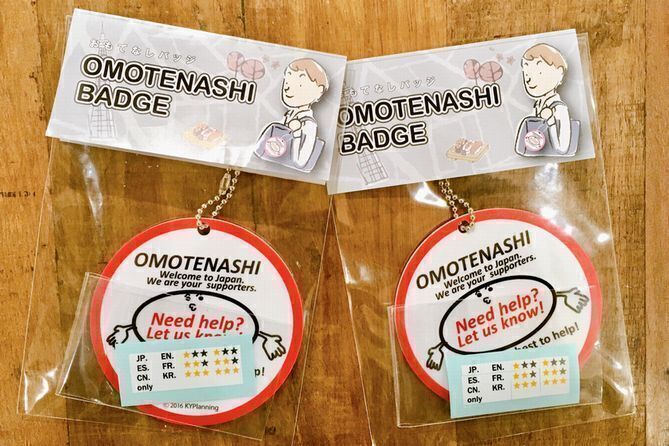 おもてなしバッジ
OMOTENASHI
BADGE
OMOTENASHI
Welcome to Japan.
We are your supporters.
Need help?
Let us know!
JP. EN.
ES. FR.
CN. KR.
only
© 2016 KYPlanning
おもてなしバッジ
OMOTENASHI
BADGE
OMOTENASHI
Welcome to Japan.
We are your supporters.
Need help?
Let us know!
to help!
JP. EN.
ES. FR.
CN. KR.
only